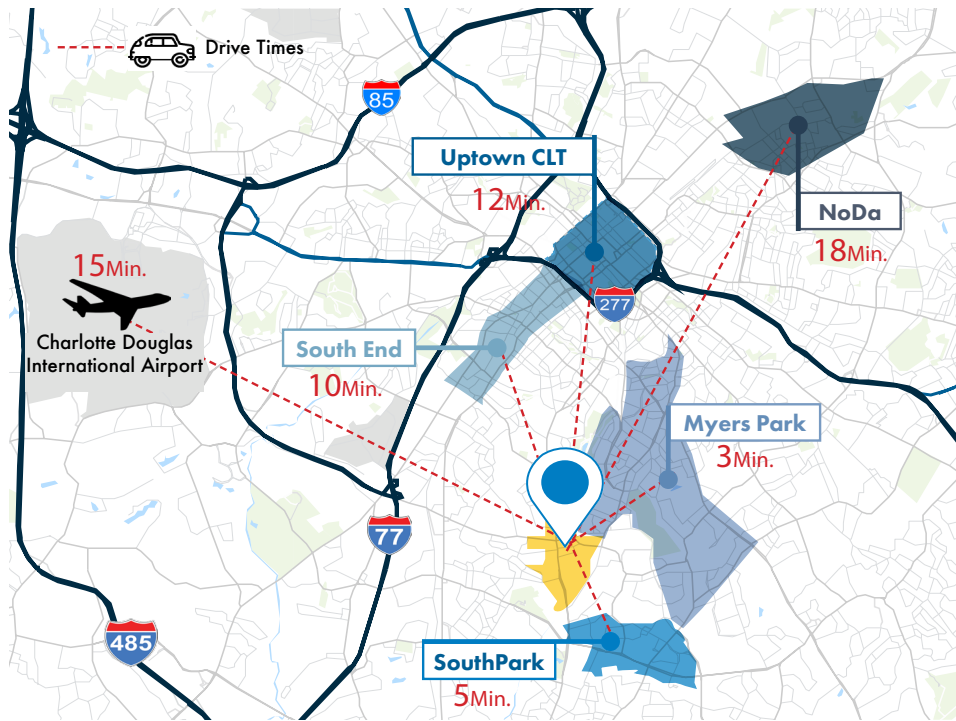 Drive Times
85
Uptown CLT
12Min.
NoDa
18Min.
15Min.
277
Charlotte Douglas
International Airport
South End
10Min.
Myers Park
3Min.
77
485
SouthPark
5Min.